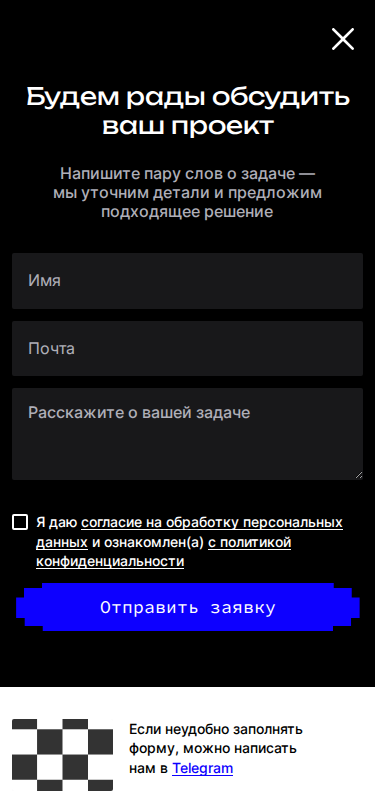 Будем рады обсудить
ваш проект
Напишите пару слов о задаче —
мы уточним детали и предложим
подходящее решение
Имя
Почта
Расскажите о вашей задаче
Я даю согласие на обработку персональных
данных и ознакомлен(а) с политикой
конфиденциальности
Отправить заявку
Если неудобно заполнять
форму, можно написать
нам в Telegram